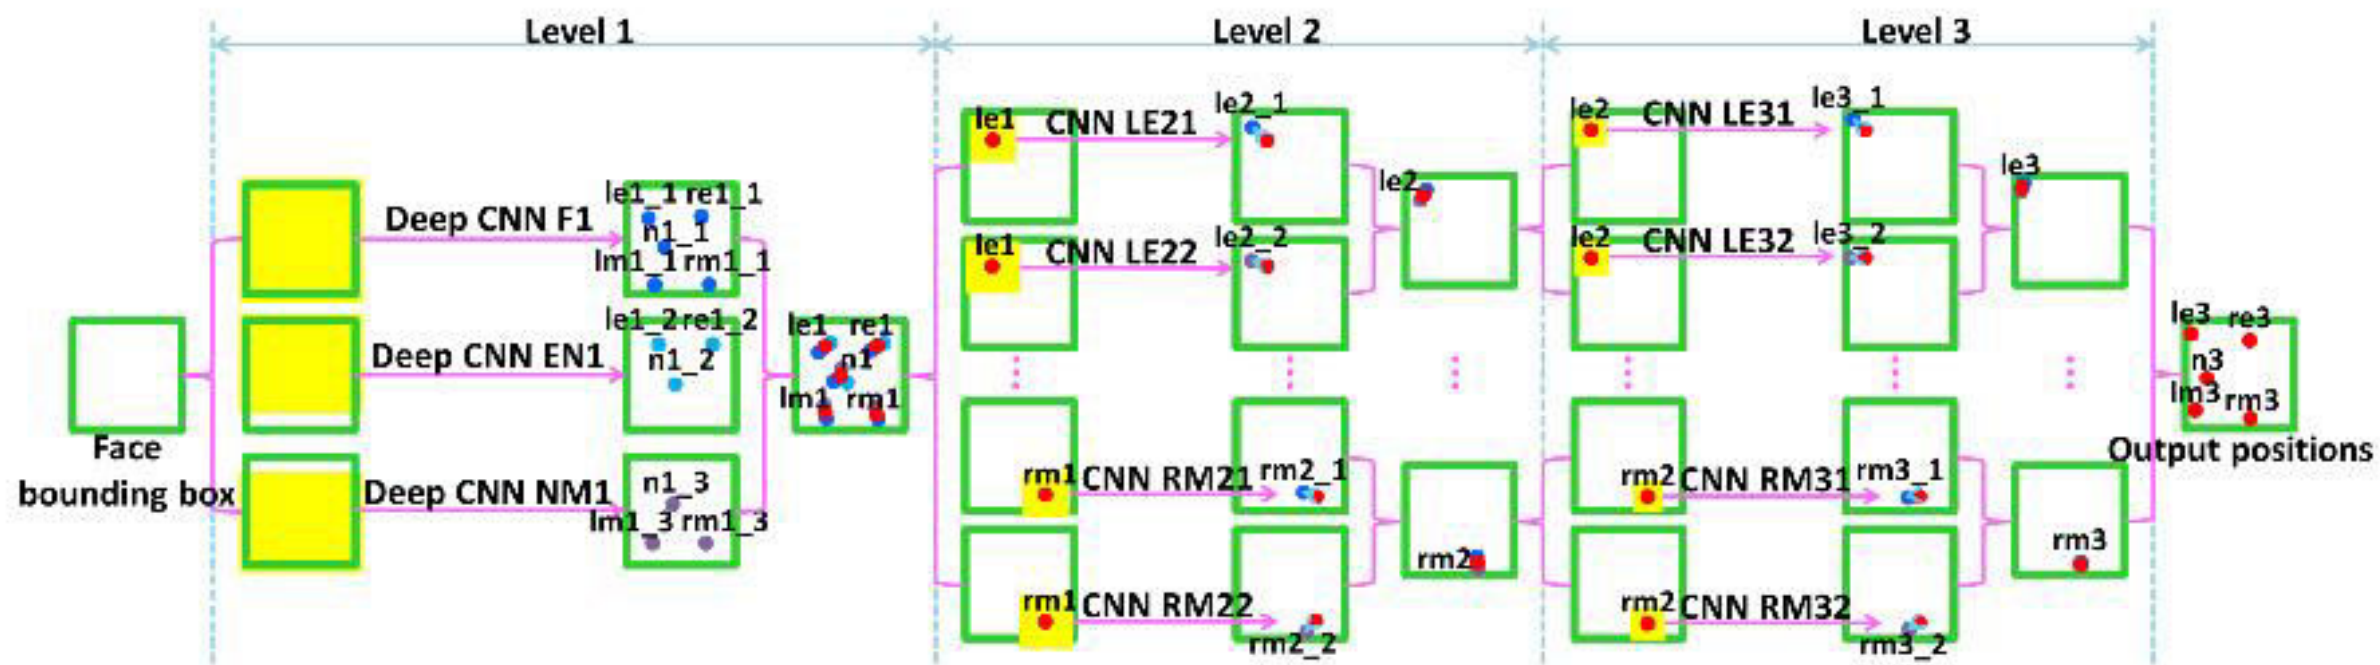 Level 1
Level 2
Level 3
Face
bounding box
Deep CNN F1
le1_1 re1_1
n1_1
lm1_1 rm1_1
Deep CNN EN1
le1_2 re1_2
n1_2
Deep CNN NM1
n1_3
lm1_3 rm1_3
le1 re1
n1
lm1 rm1
le1
CNN LE21
le2_1
le1
CNN LE22
le2_2
le2
rm1
CNN RM21
rm2_1
rm1
CNN RM22
rm2_2
rm2
le2
CNN LE31
le3_1
le2
CNN LE32
le3_2
le3
rm2
CNN RM31
rm3_1
rm2
CNN RM32
rm3_2
rm3
le3 re3
n3
lm3 rm3
Output positions